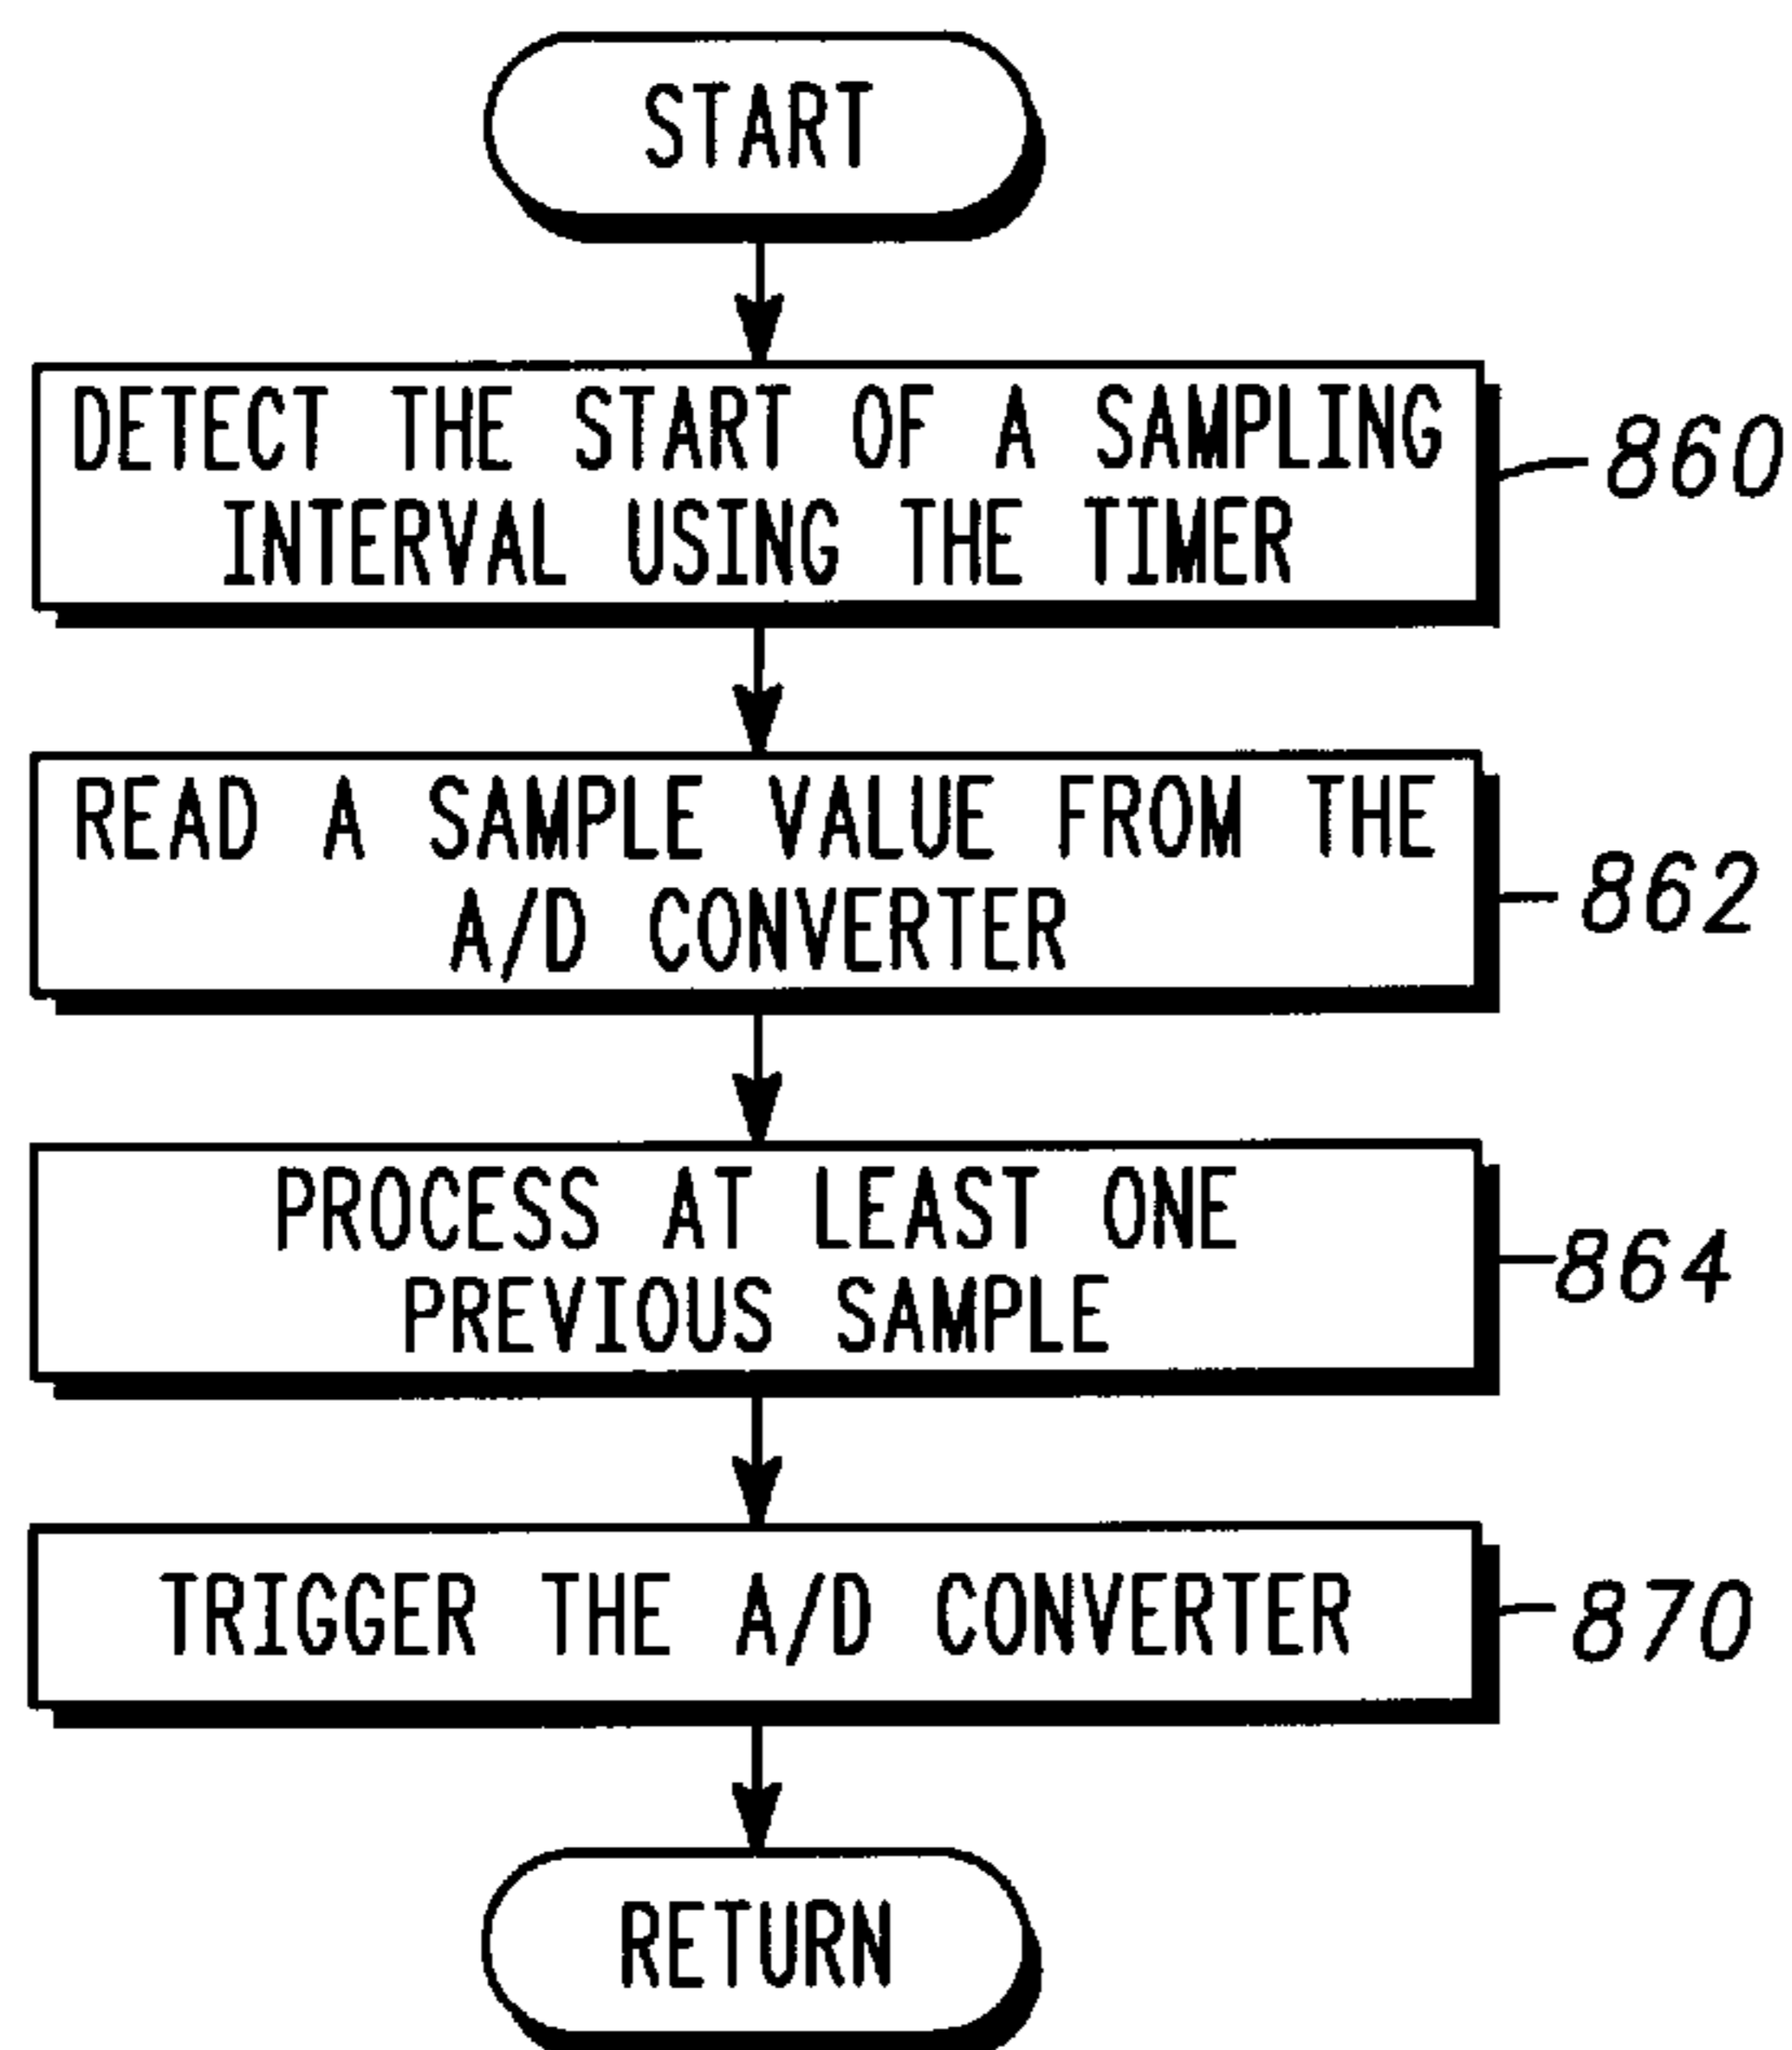 START
DETECT THE START OF A SAMPLING
INTERVAL USING THE TIMER
860
READ A SAMPLE VALUE FROM THE
A/D CONVERTER
862
PROCESS AT LEAST ONE
PREVIOUS SAMPLE
864
TRIGGER THE A/D CONVERTER
870
RETURN